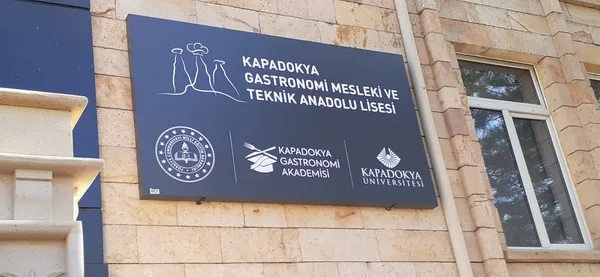 KAPADOKYA
GASTRONOMİ MESLEKİ VE
TEKNİK ANADOLU LİSESİ
KAPADOKYA
GASTRONOMİ
AKADEMİSİ
KAPADOKYA
ÜNİVERSİTESİ